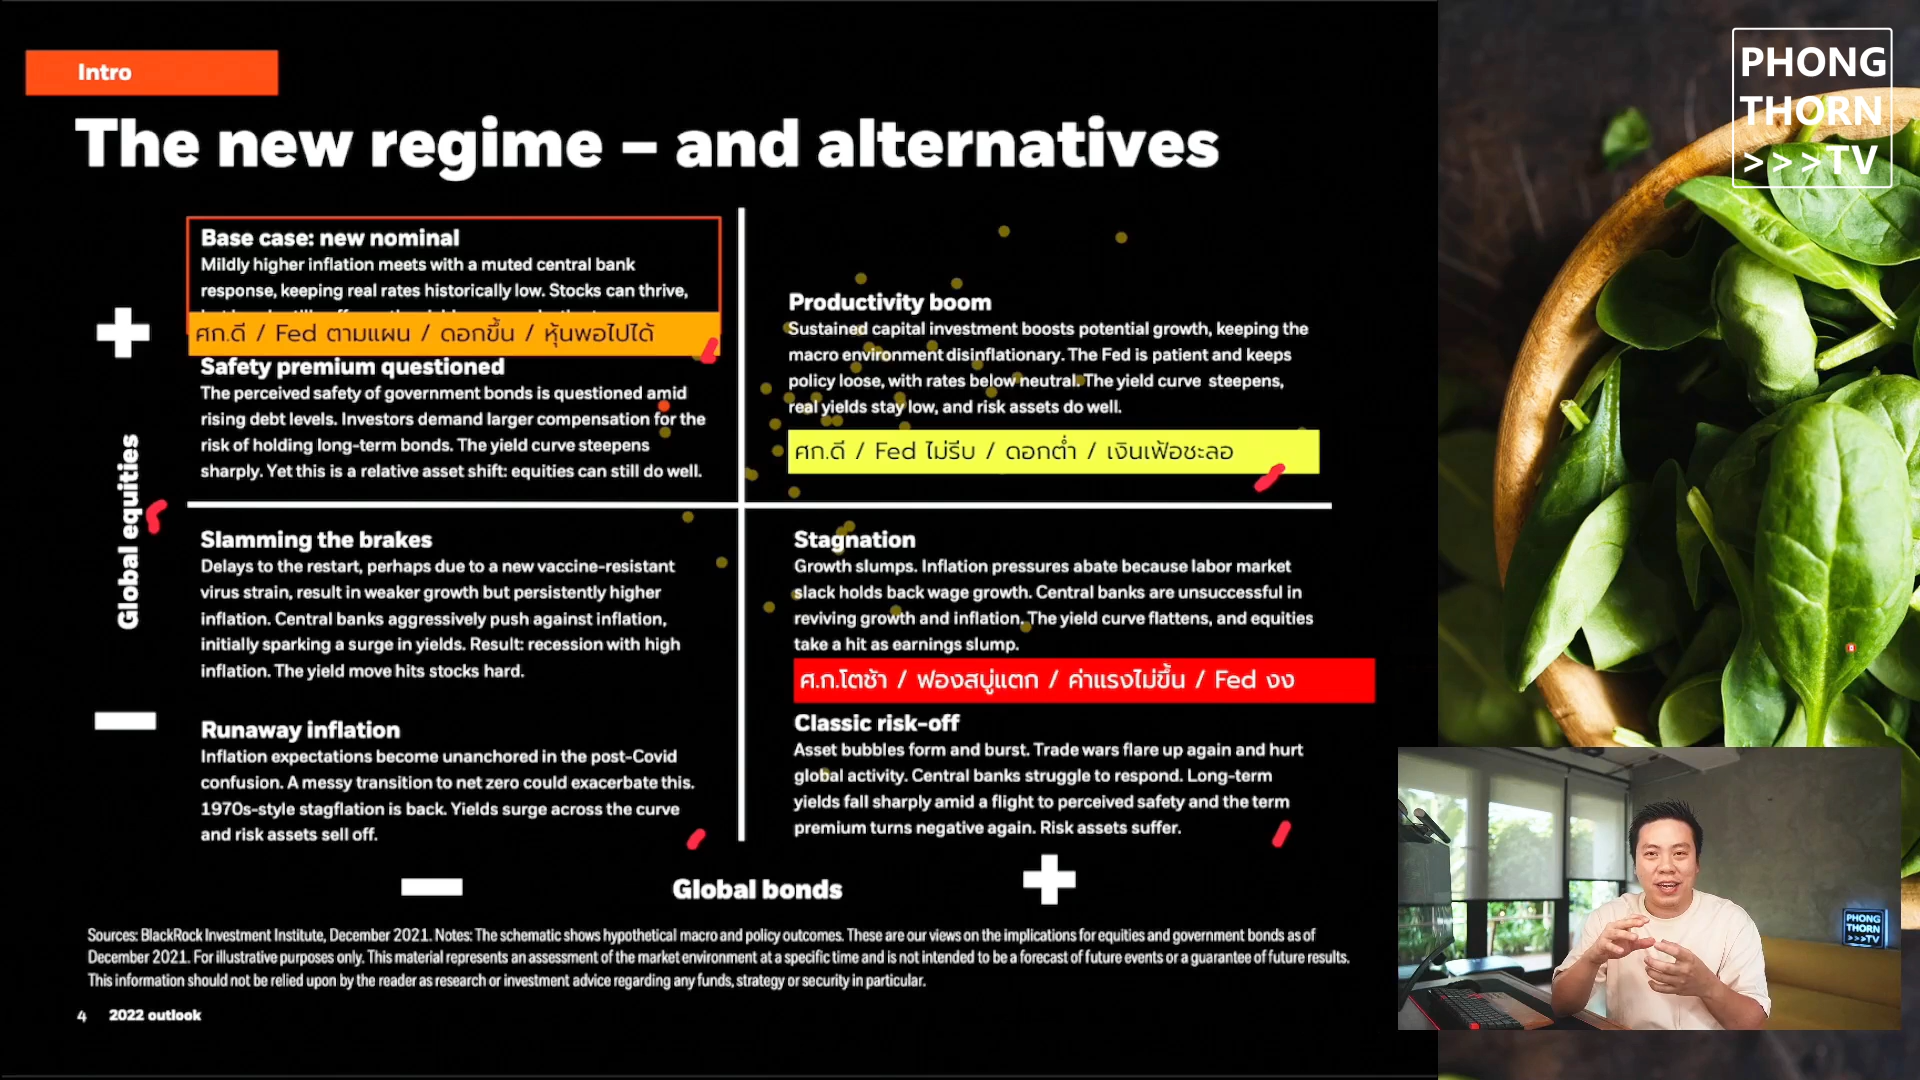 Intro
The new regime – and alternatives
Base case: new nominal
Mildly higher inflation meets with a muted central bank
response, keeping real rates historically low. Stocks can thrive,
ศก.ดี / Fed ตามแผน / ดอกขึ้น / หุ้นพอไปได้
Safety premium questioned
The perceived safety of government bonds is questioned amid
rising debt levels. Investors demand larger compensation for the
risk of holding long-term bonds. The yield curve steepens
sharply. Yet this is a relative asset shift: equities can still do well.
Productivity boom
Sustained capital investment boosts potential growth, keeping the
macro environment disinflationary. The Fed is patient and keeps
policy loose, with rates below neutral. The yield curve steepens,
real yields stay low, and risk assets do well.
ศก.ดี / Fed ไม่รีบ / ดอกต่ำ / เงินเฟ้อชะลอ
Global equities
Slamming the brakes
Delays to the restart, perhaps due to a new vaccine-resistant
virus strain, result in weaker growth but persistently higher
inflation. Central banks aggressively push against inflation,
initially sparking a surge in yields. Result: recession with high
inflation. The yield move hits stocks hard.
Runaway inflation
Inflation expectations become unanchored in the post-Covid
confusion. A messy transition to net zero could exacerbate this.
1970s-style stagflation is back. Yields surge across the curve
and risk assets sell off.
Stagnation
Growth slumps. Inflation pressures abate because labor market
slack holds back wage growth. Central banks are unsuccessful in
reviving growth and inflation. The yield curve flattens, and equities
take a hit as earnings slump.
ศ.ก.โตช้า / ฟองสบู่แตก / ค่าแรงไม่ขึ้น / Fed งง
Classic risk-off
Asset bubbles form and burst. Trade wars flare up again and hurt
global activity. Central banks struggle to respond. Long-term
yields fall sharply amid a flight to perceived safety and the term
premium turns negative again. Risk assets suffer.
Global bonds
Sources: BlackRock Investment Institute, December 2021. Notes: The schematic shows hypothetical macro and policy outcomes. These are our views on the implications for equities and government bonds as of
December 2021. For illustrative purposes only. This material represents an assessment of the market environment at a specific time and is not intended to be a forecast of future events or a guarantee of future results.
This information should not be relied upon by the reader as research or investment advice regarding any funds, strategy or security in particular.
4 2022 outlook
PHONG
THORN
>>>TV
PHONG
THORN
>>>TV